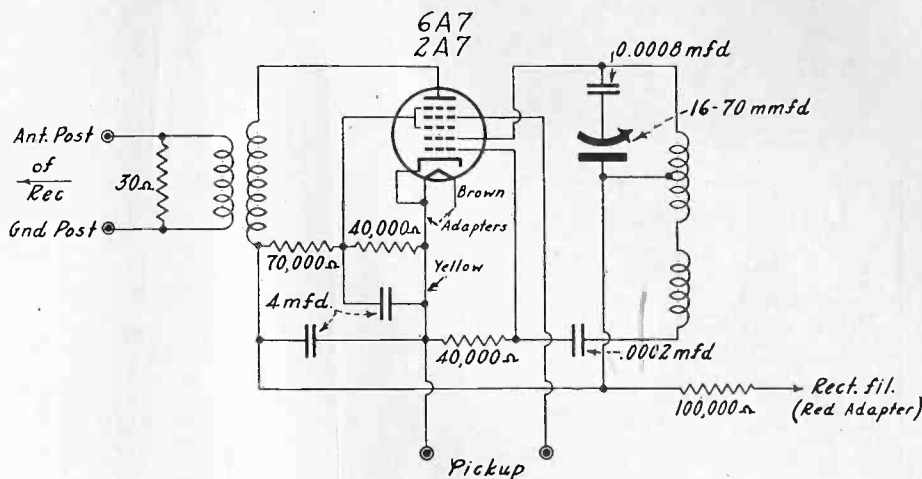 6A7
2A7
0.0008 mfd
16-70 mmfd
Ant. Post
of
Rec
Gnd Post
30Ω
Brown
Adapters
70,000Ω
40,000Ω
Yellow
4 mfd.
40,000Ω
.0002 mfd
100,000Ω
Rect. fil.
(Red Adapter)
Pickup